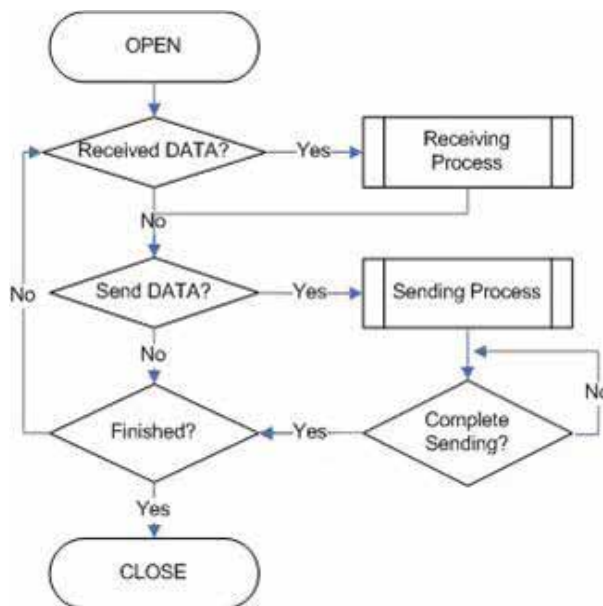 OPEN
Received DATA?
Yes
Receiving
Process
No
Send DATA?
Yes
Sending Process
No
No
Finished?
Yes
Complete
Sending?
No
Yes
CLOSE